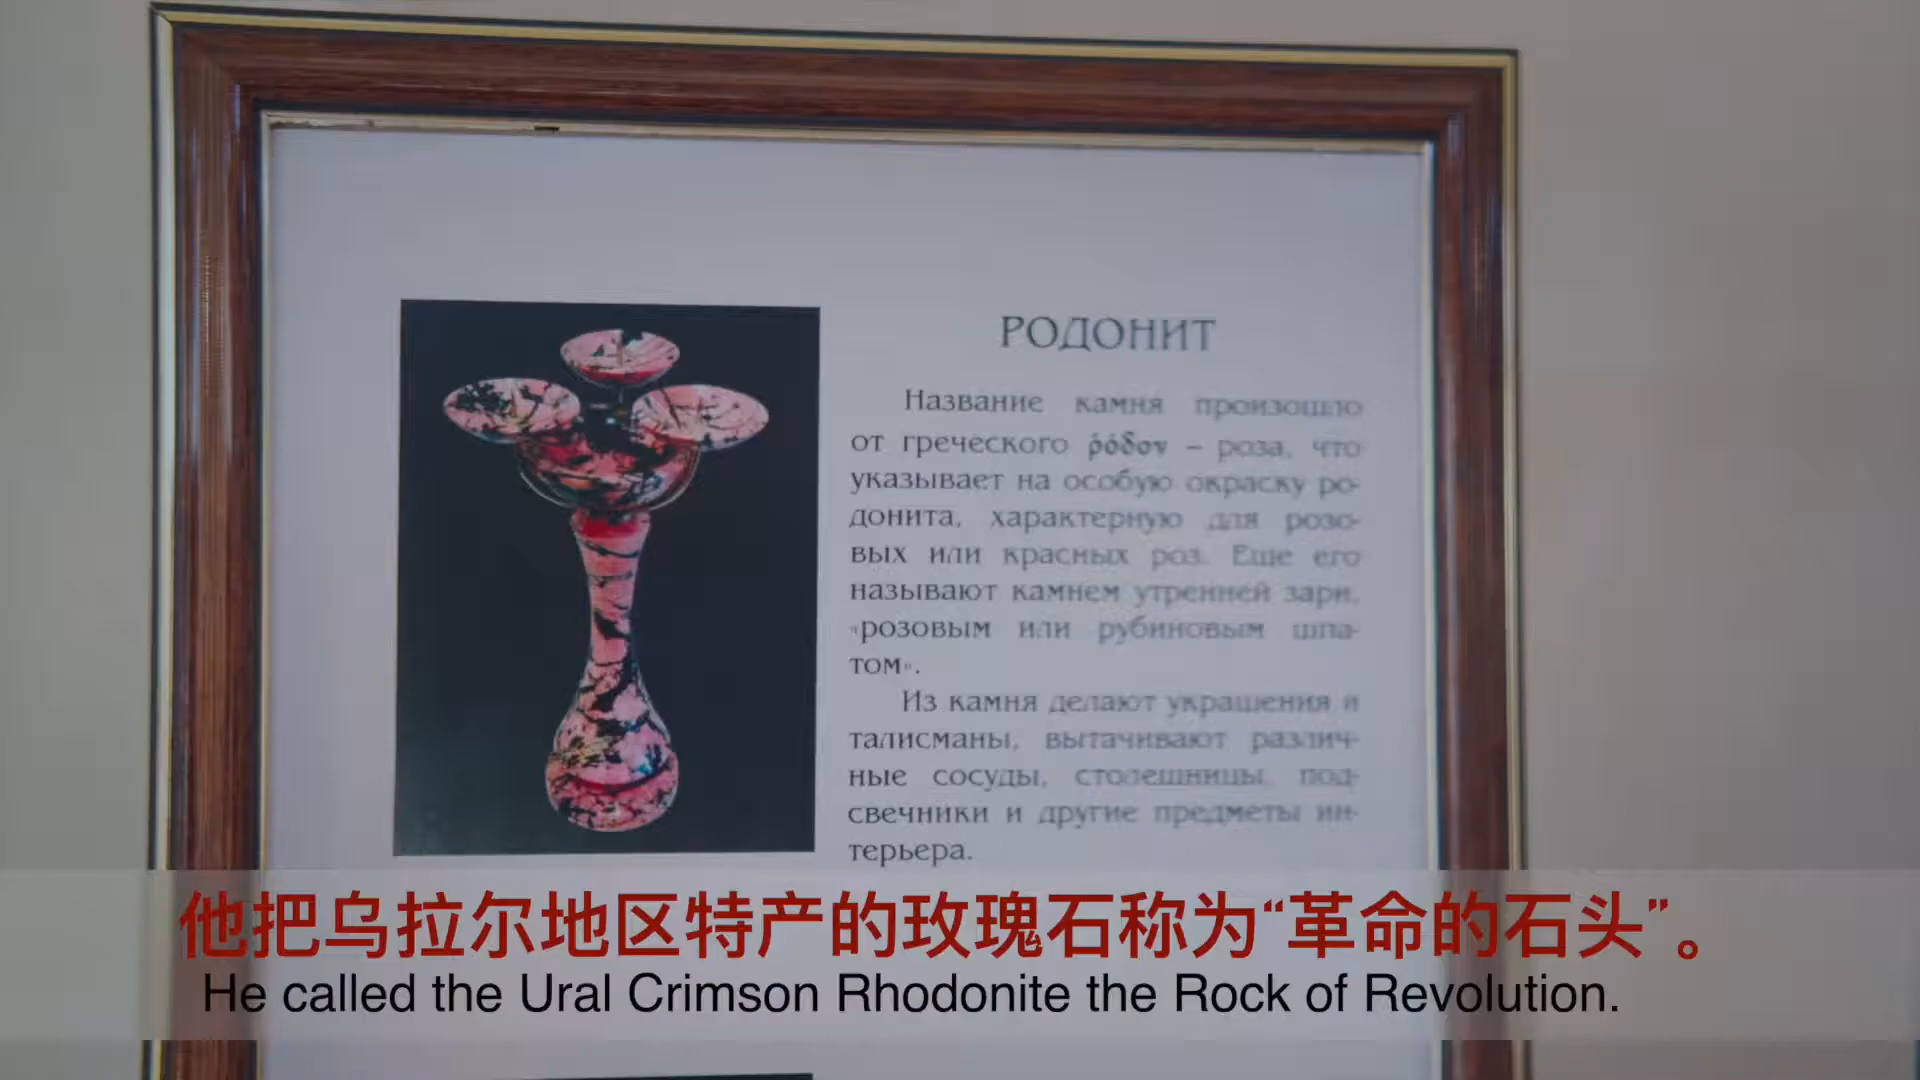 РОДОНИТ
Название камня произошло
от греческого ῥόδον – роза, что
указывает на особую окраску ро-
донита, характерную для розо-
вых или красных роз. Еще его
называют камнем утренней зари,
«розовым или рубиновым шпа-
том».
Из камня делают украшения и
талисманы, вытачивают различ-
ные сосуды, столешницы, под-
свечники и другие предметы ин-
терьера.
他把乌拉尔地区特产的玫瑰石称为“革命的石头”。
He called the Ural Crimson Rhodonite the Rock of Revolution.